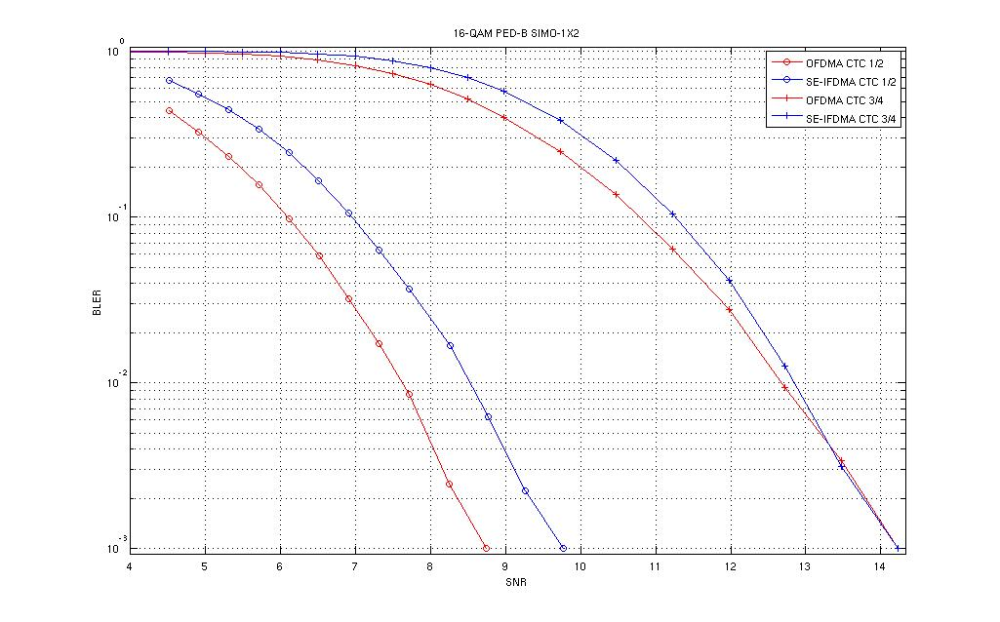 16-QAM PED-B SIMO-1X2
OFDMA CTC 1/2
SE-IFDMA CTC 1/2
OFDMA CTC 3/4
SE-IFDMA CTC 3/4
10^0
10^-1
10^-2
10^-3
BLER
4 5 6 7 8 9 10 11 12 13 14
SNR